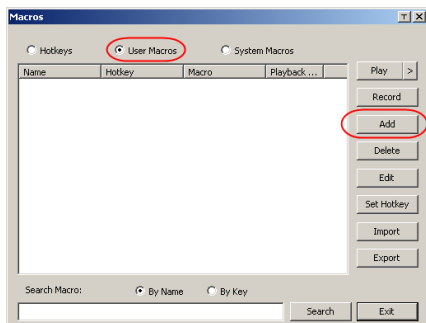 Macros
Hotkeys User Macros System Macros
Name Hotkey Macro Playback ...
Play >
Record
Add
Delete
Edit
Set Hotkey
Import
Export
Search Macro: By Name By Key
Search Exit